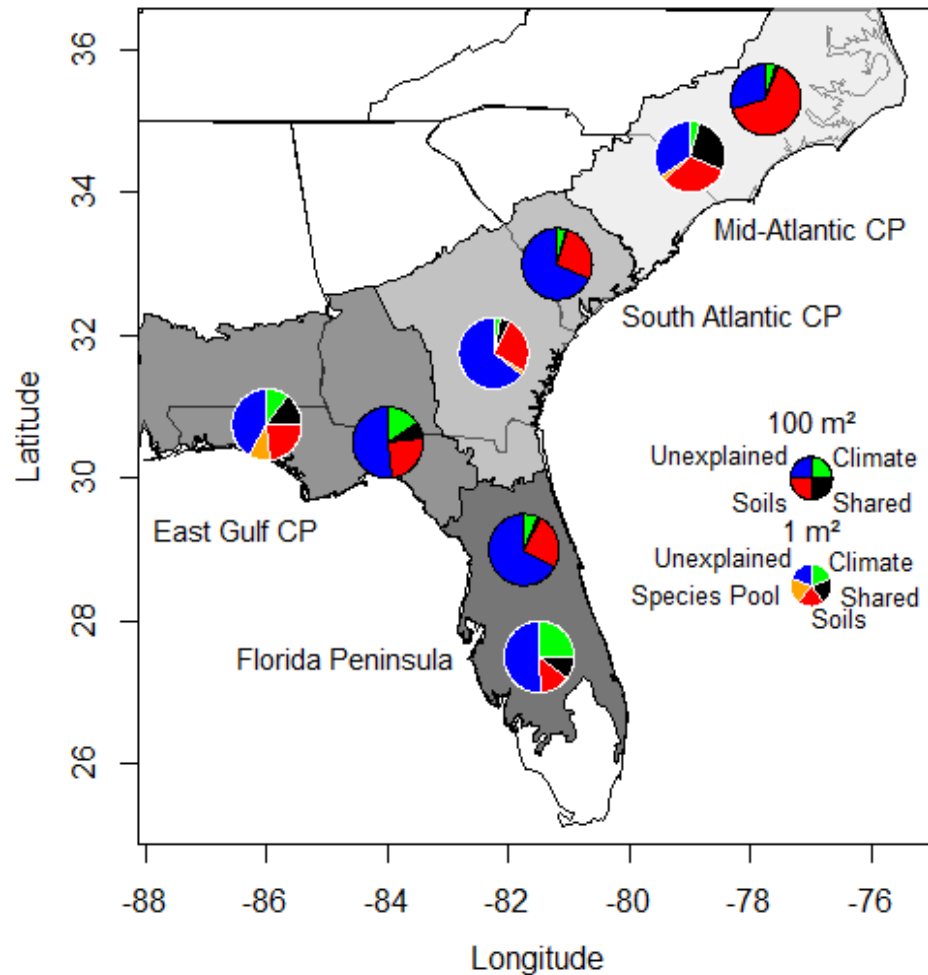 36
34
32
30
28
26
Latitude
Mid-Atlantic CP
South Atlantic CP
100 m²
Unexplained Climate
Soils Shared
1 m²
Unexplained Climate
Species Pool Shared
Soils
East Gulf CP
Florida Peninsula
-88 -86 -84 -82 -80 -78 -76
Longitude